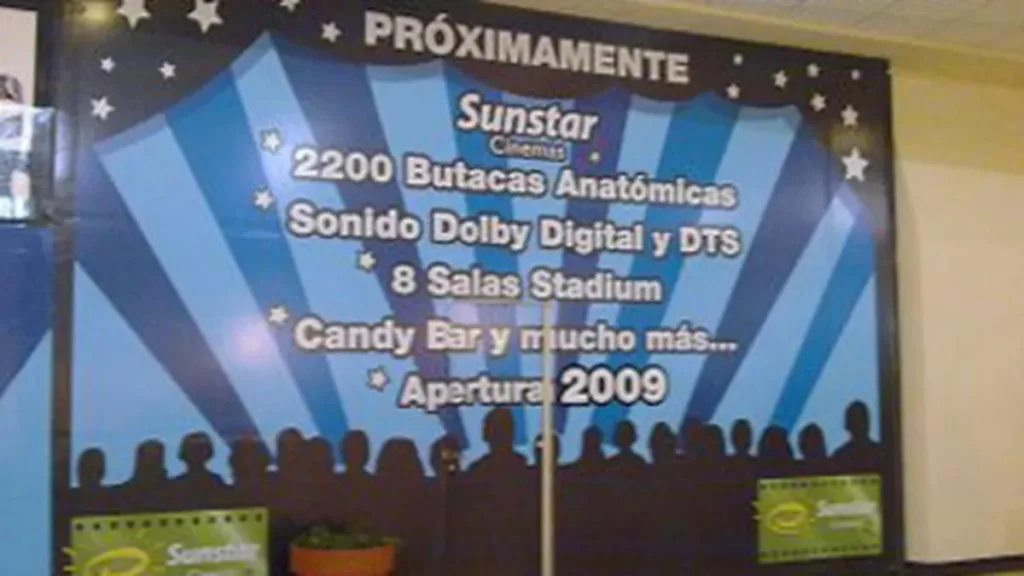 PRÓXIMAMENTE
Sunstar
Cinemas
2200 Butacas Anatómicas
Sonido Dolby Digital y DTS
8 Salas Stadium
Candy Bar y mucho más...
Apertura 2009
Sunstar
Sunstar